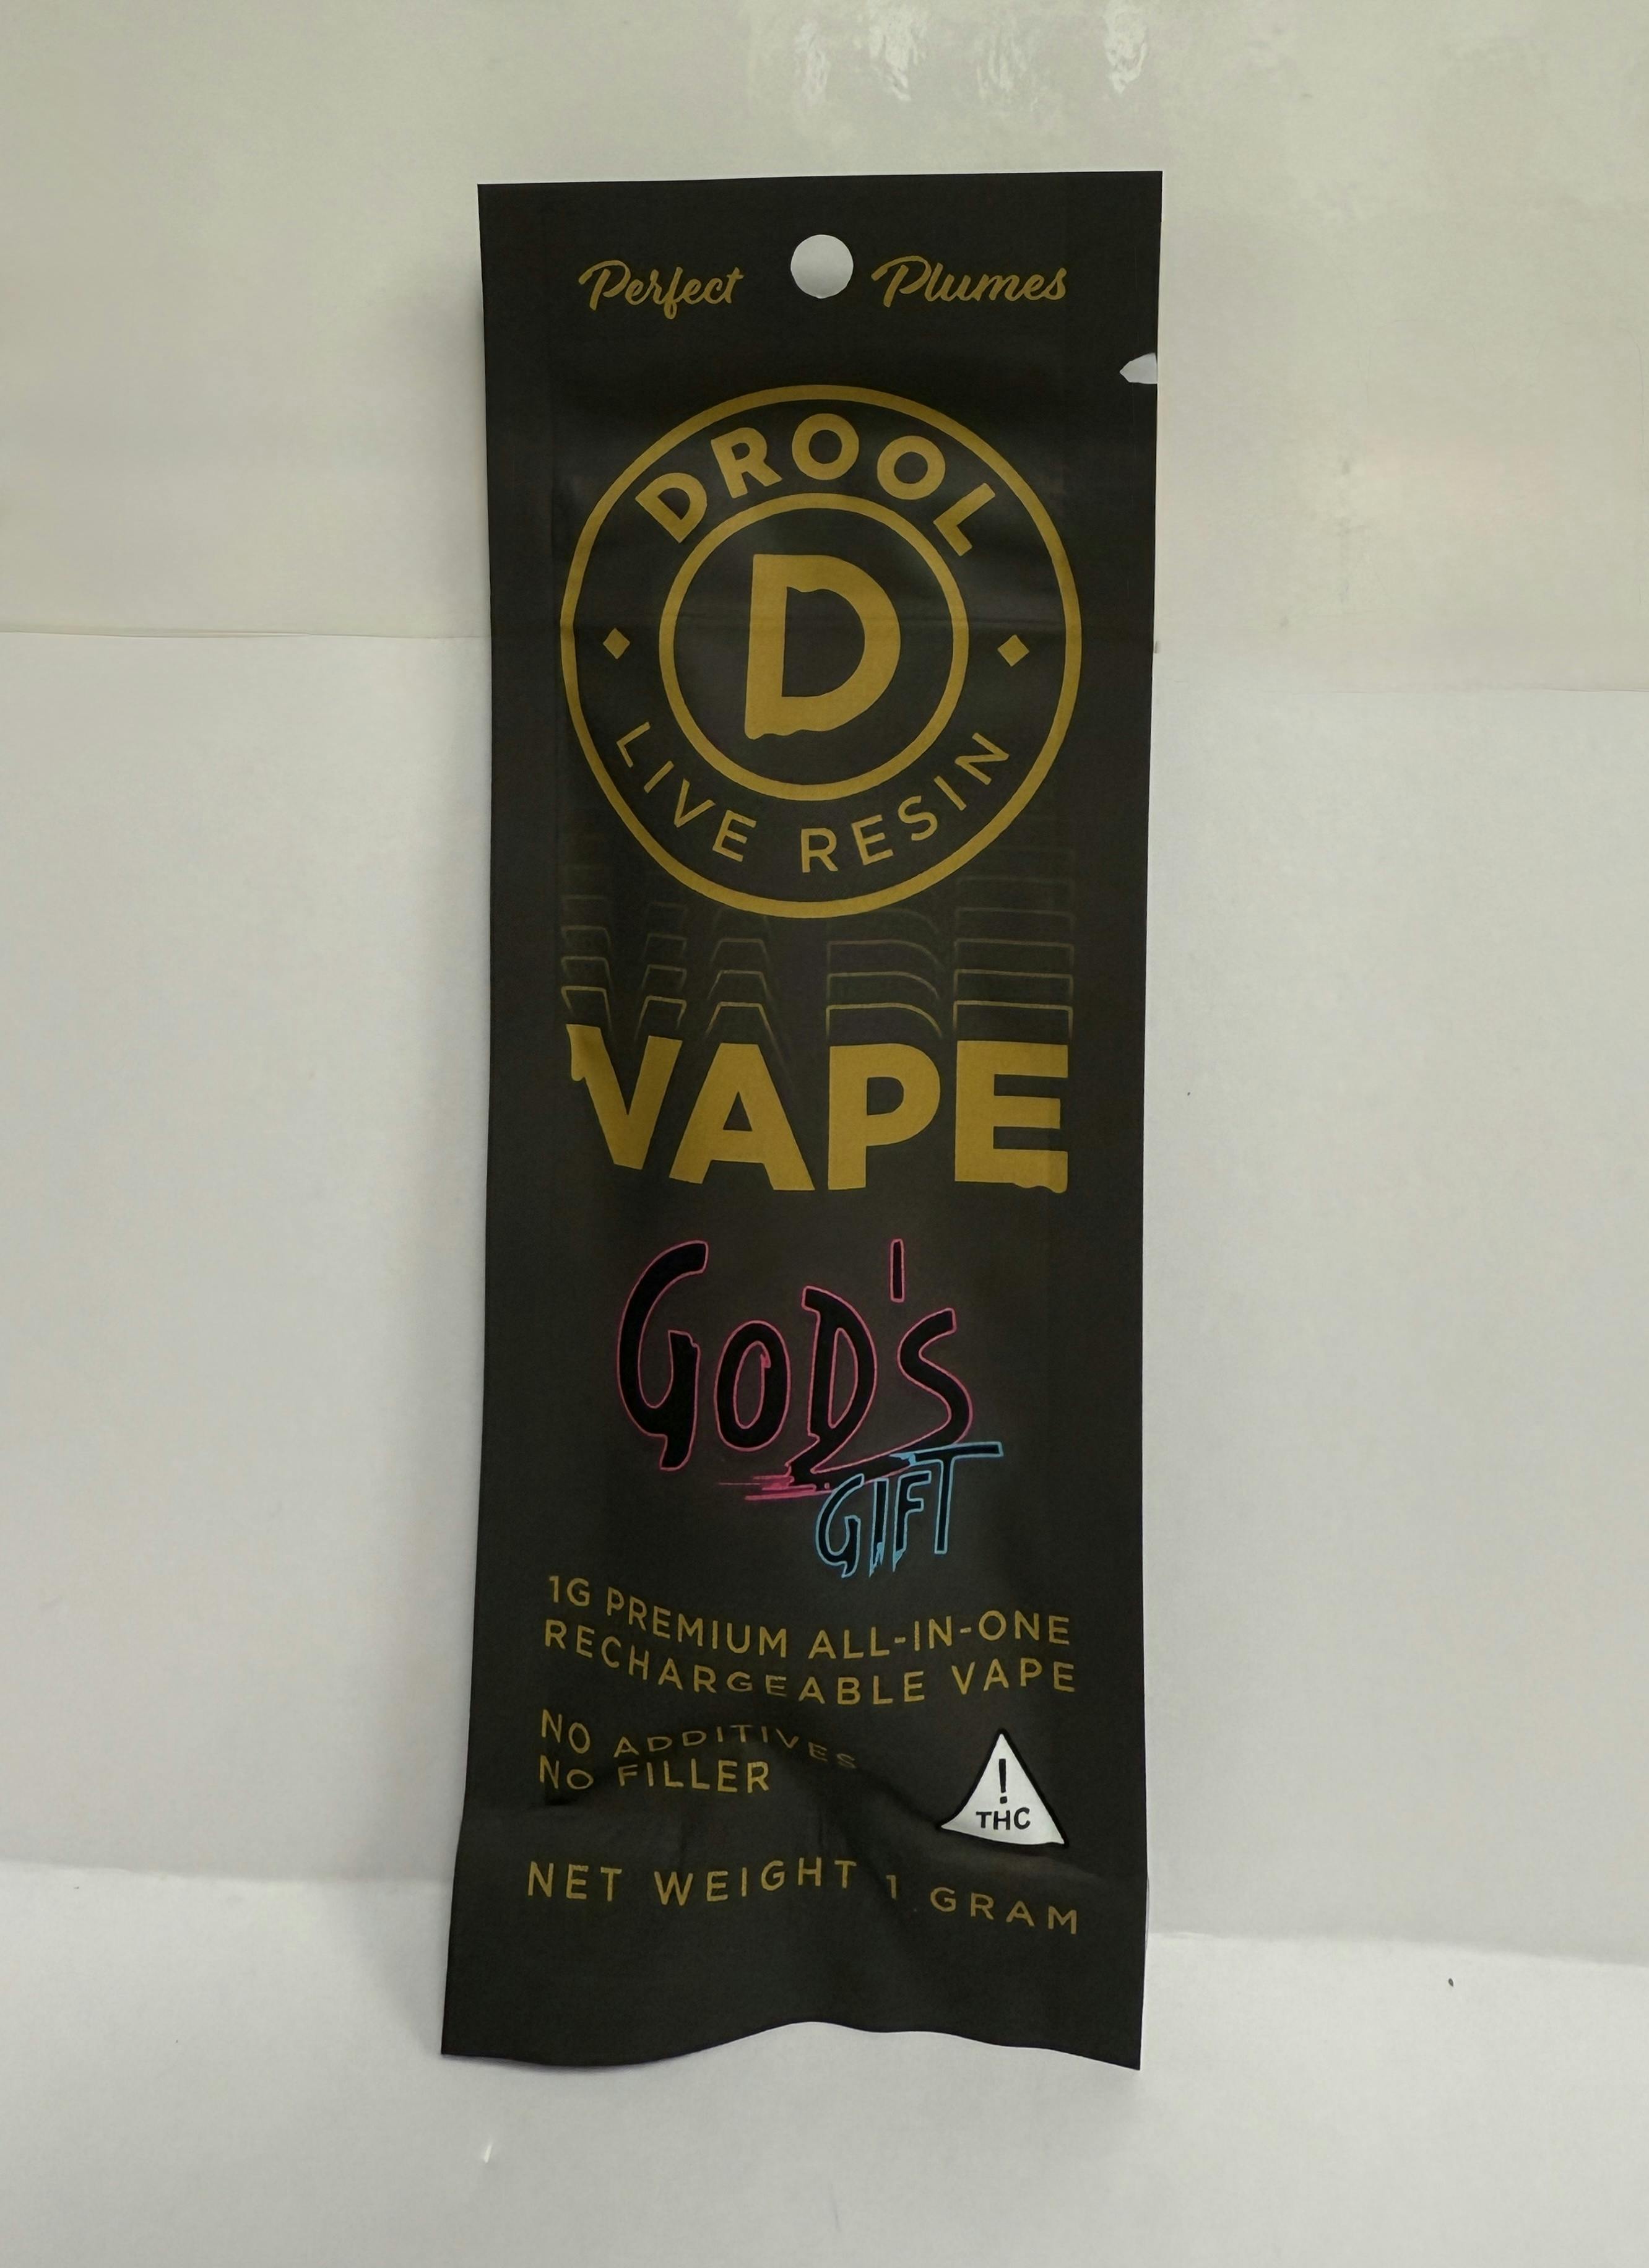 Perfect Plumes
DROOL
D
LIVE RESIN
VAPE
GOD'S
GIFT
1G PREMIUM ALL-IN-ONE
RECHARGEABLE VAPE
NO ADDITIVES
NO FILLER
!
THC
NET WEIGHT 1 GRAM